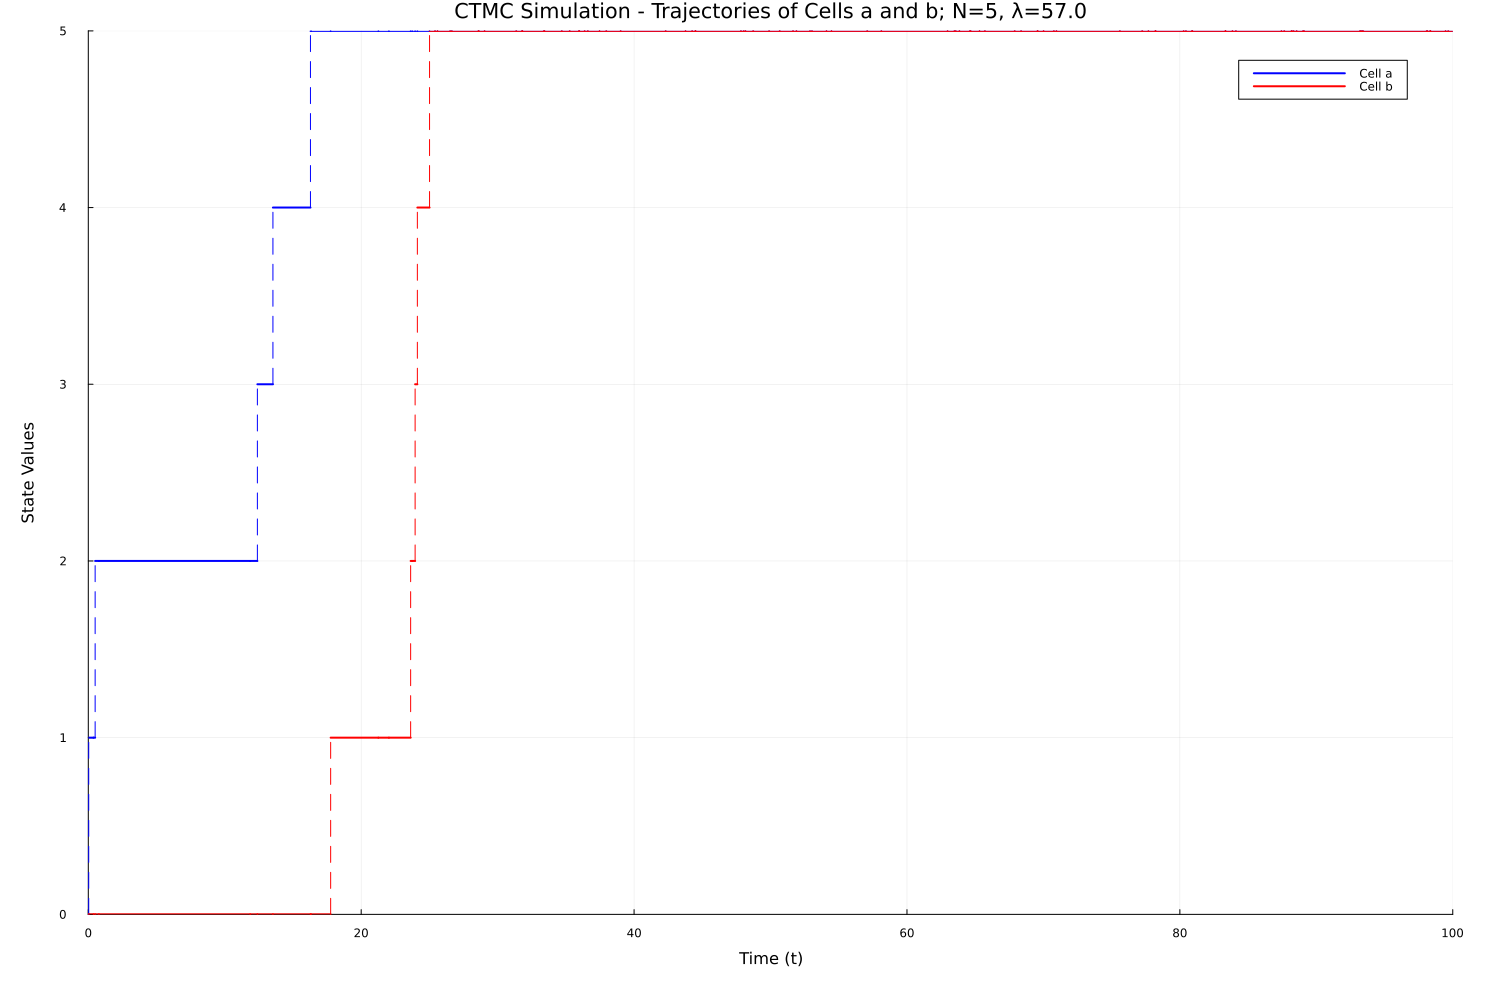 CTMC Simulation - Trajectories of Cells a and b; N=5, λ=57.0
5
Cell a
Cell b
4
3
State Values
2
1
0
0 20 40 60 80 100
Time (t)